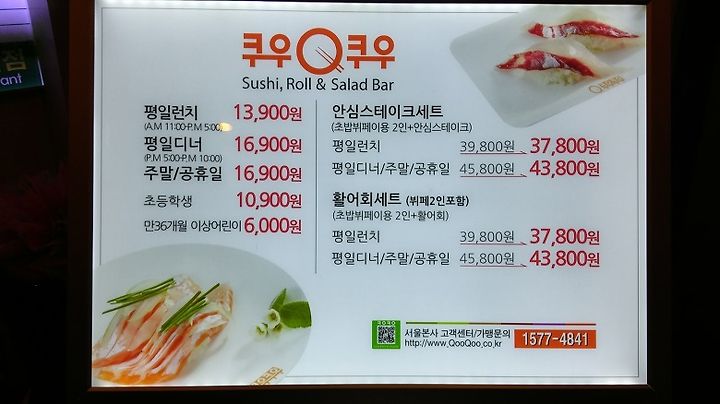 점
ant
쿠우Q쿠우
Sushi, Roll & Salad Bar
평일런치 13,900원
(A.M 11:00-P.M 5:00)
평일디너 16,900원
(P.M 5:00-P.M 10:00)
주말/공휴일 16,900원
초등학생 10,900원
만36개월 이상어린이 6,000원
안심스테이크세트
(초밥뷔페이용 2인+안심스테이크)
평일런치 39,800원 37,800원
평일디너/주말/공휴일 45,800원 43,800원
활어회세트 (뷔페2인포함)
(초밥뷔페이용 2인+활어회)
평일런치 39,800원 37,800원
평일디너/주말/공휴일 45,800원 43,800원
서울본사 고객센터/가맹문의
http://www.QooQoo.co.kr
1577-4841